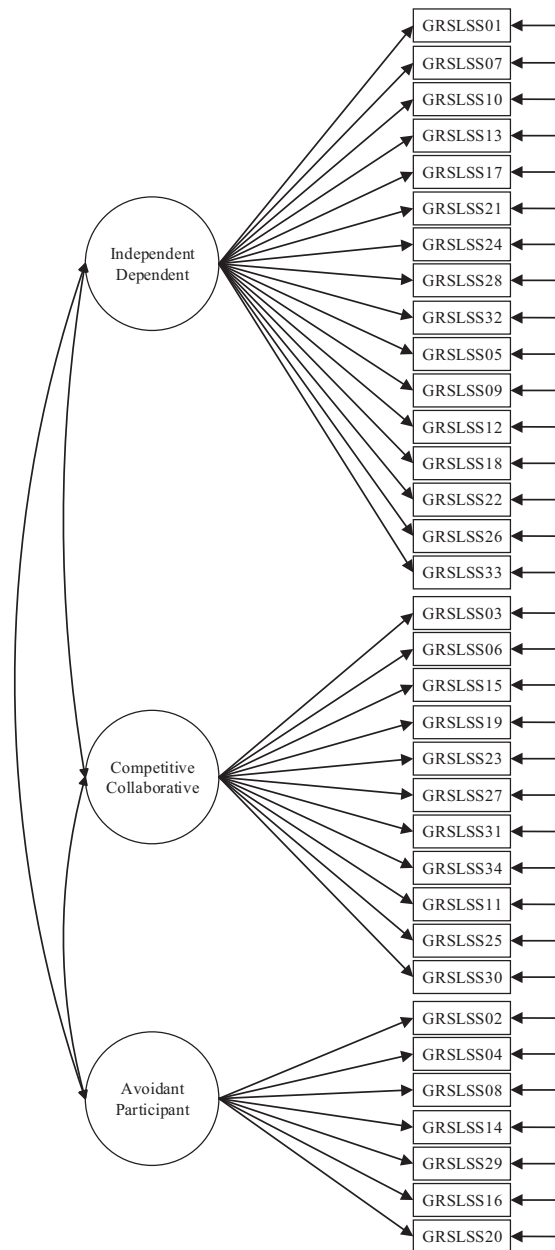 GRSLSS01
GRSLSS07
GRSLSS10
GRSLSS13
GRSLSS17
GRSLSS21
GRSLSS24
GRSLSS28
GRSLSS32
GRSLSS05
GRSLSS09
GRSLSS12
GRSLSS18
GRSLSS22
GRSLSS26
GRSLSS33
Independent
Dependent
GRSLSS03
GRSLSS06
GRSLSS15
GRSLSS19
GRSLSS23
GRSLSS27
GRSLSS31
GRSLSS34
GRSLSS11
GRSLSS25
GRSLSS30
Competitive
Collaborative
GRSLSS02
GRSLSS04
GRSLSS08
GRSLSS14
GRSLSS29
GRSLSS16
GRSLSS20
Avoidant
Participant